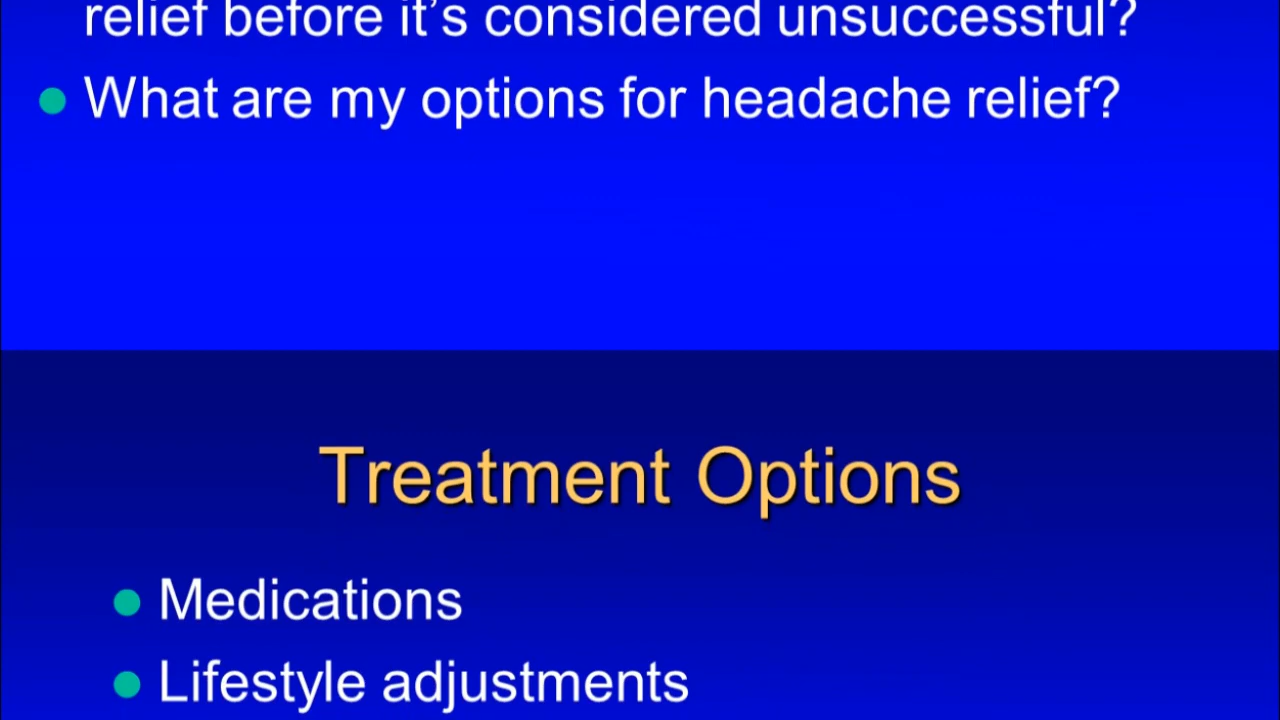 relief before it’s considered unsuccessful?
What are my options for headache relief?
Treatment Options
Medications
Lifestyle adjustments